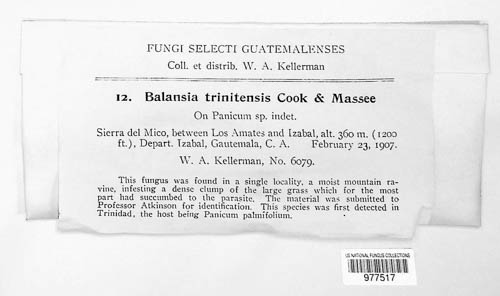 FUNGI SELECTI GUATEMALENSES
Coll. et distrib. W. A. Kellerman
12. Balansia trinitensis Cook & Massee
On Panicum sp. indet.
Sierra del Mico, between Los Amates and Izabal, alt. 360 m. (1200
ft.), Depart. Izabal, Gautemala, C. A. February 23, 1907.
W. A. Kellerman, No. 6079.
This fungus was found in a single locality, a moist mountain ra-
vine, infesting a dense clump of the large grass which for the most
part had succumbed to the parasite. The material was submitted to
Professor Atkinson for identification. This species was first detected in
Trinidad, the host being Panicum palmifolium.
US NATIONAL FUNGUS COLLECTIONS
977517